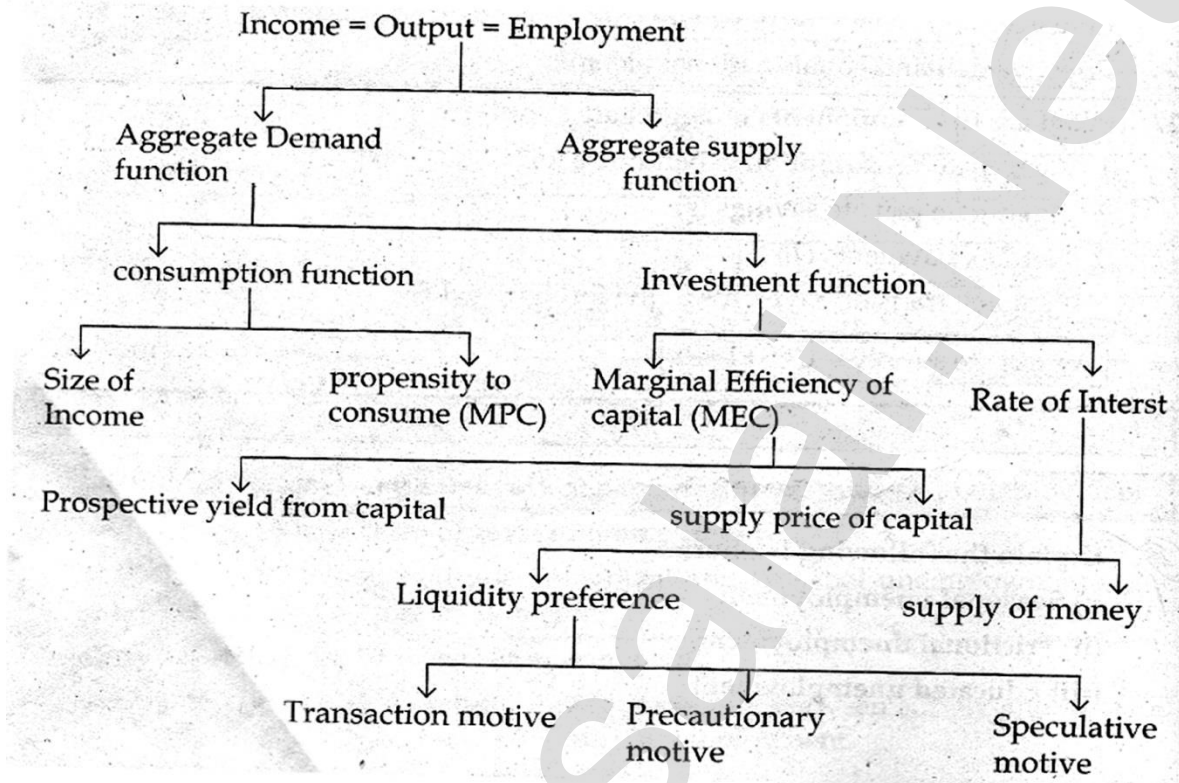 Income = Output = Employment
Aggregate Demand
function
Aggregate supply
function
consumption function
Investment function
Size of
Income
propensity to
consume (MPC)
Marginal Efficiency of
capital (MEC)
Rate of Interst
Prospective yield from capital
supply price of capital
Liquidity preference
supply of money
Transaction motive
Precautionary
motive
Speculative
motive